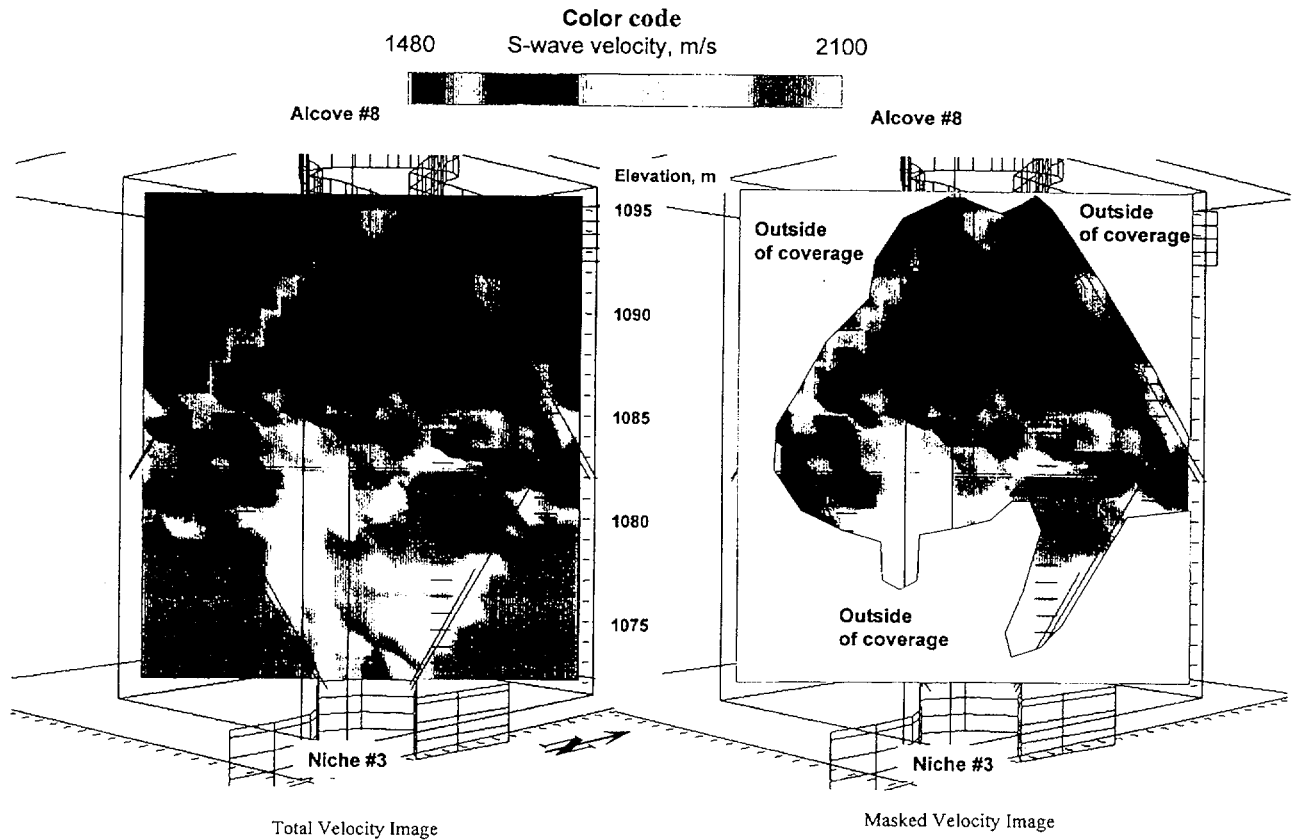 Color code
1480 S-wave velocity, m/s 2100
Alcove #8
Alcove #8
Elevation, m
1095
1090
1085
1080
1075
Outside
of coverage
Outside
of coverage
Outside
of coverage
Niche #3
Niche #3
Total Velocity Image
Masked Velocity Image